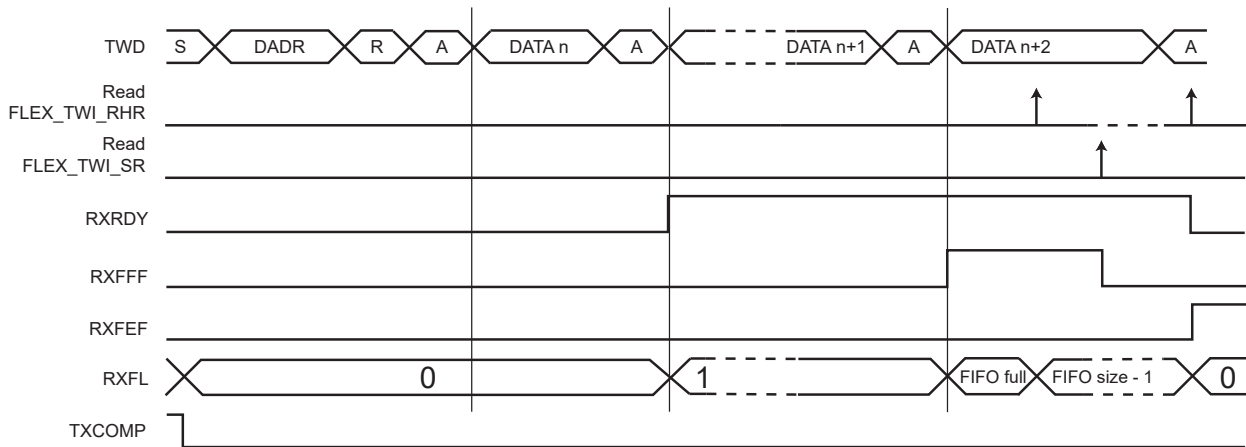 TWD S DADR R A DATA n A DATA n+1 A DATA n+2 A
Read
FLEX_TWI_RHR
Read
FLEX_TWI_SR
RXRDY
RXFFF
RXFEF
RXFL 0 1 FIFO full FIFO size - 1 0
TXCOMP